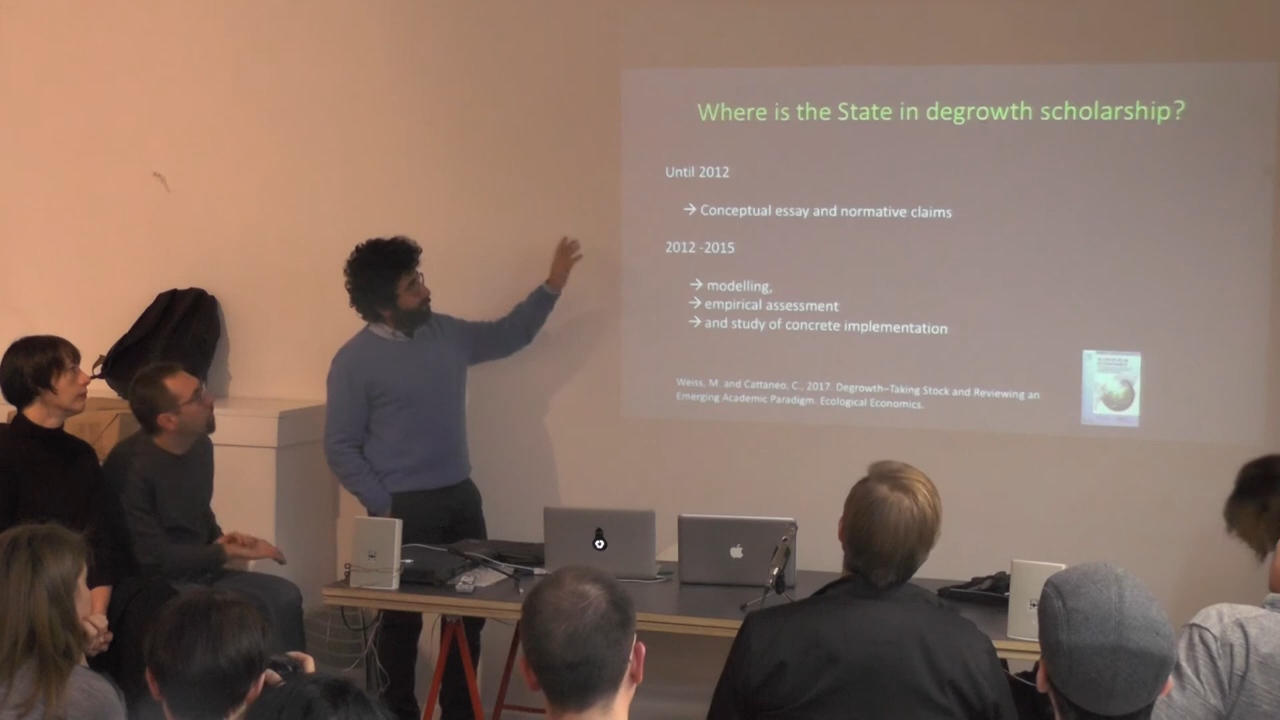 Where is the State in degrowth scholarship?
Until 2012
→ Conceptual essay and normative claims
2012 -2015
→ modelling,
→ empirical assessment
→ and study of concrete implementation
Weiss, M. and Cattaneo, C., 2017. Degrowth–Taking Stock and Reviewing an
Emerging Academic Paradigm. Ecological Economics.